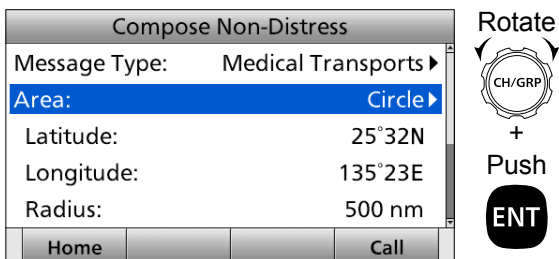 Compose Non-Distress
Message Type: Medical Transports
Area: Circle
Latitude: 25°32N
Longitude: 135°23E
Radius: 500 nm
Home Call
Rotate
CH/GRP
+
Push
ENT